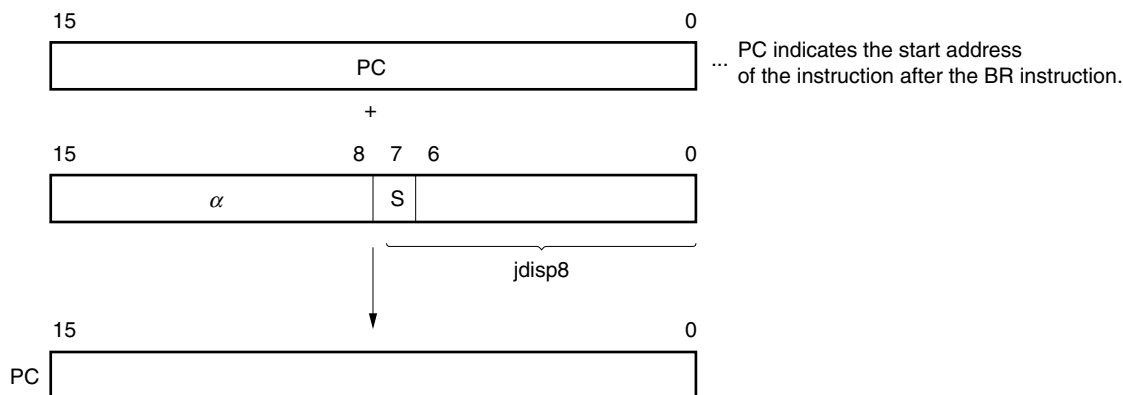 15 0
PC
... PC indicates the start address
of the instruction after the BR instruction.
+
15 8 7 6 0
α S
jdisp8
15 0
PC